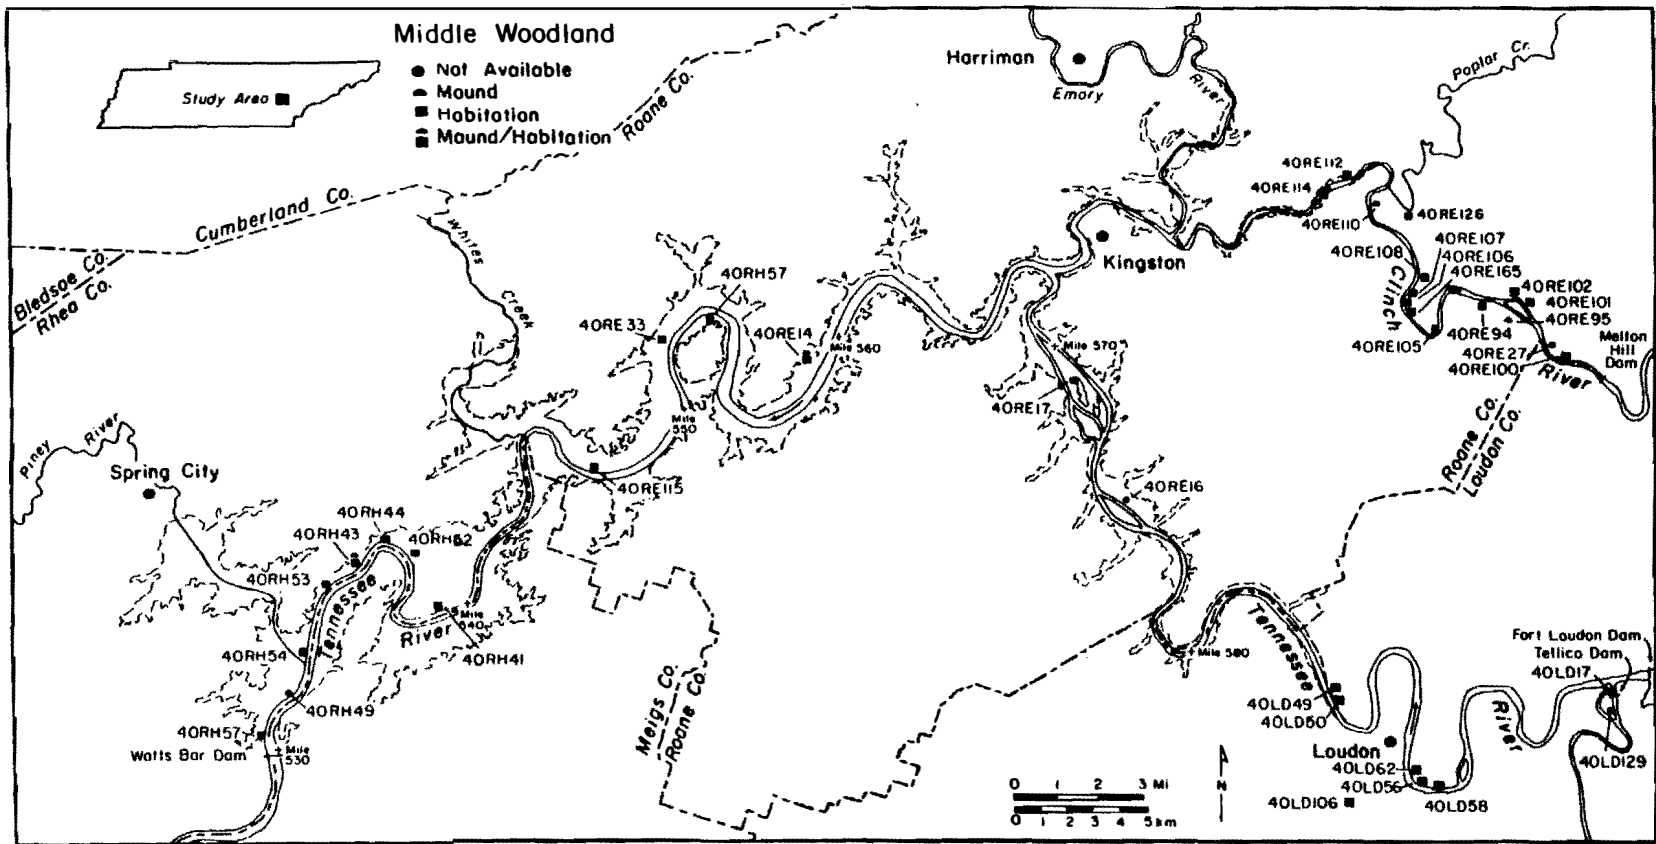 Middle Woodland
Not Available
Mound
Habitation
Mound/Habitation
Study Area
Roane Co.
Cumberland Co.
Bledsoe Co.
Rhea Co.
Whites
Creek
Harriman
Emory
River
Poplar Cr.
Kingston
40RE112
40RE114
40RE110
40RE126
40RE108
40RE107
40RE106
40RE165
Clinch
40RE102
40RE101
40RE95
40RE94
40RE105
40RE27
40RE100
River
Melton
Hill
Dam
40RH57
40RE33
40RE14
Mile 560
Mile 570
40RE17
Mile
550
Roane Co.
Loudon Co.
Piney River
Spring City
40RE115
40RE16
40RH44
40RH43
40RH52
40RH53
Tennessee
River
Mile
540
40RH41
40RH54
40RH49
40RH57
Watts Bar Dam
Mile
530
Meigs Co.
Roane Co.
Mile 580
Tennessee
River
Fort Loudon Dam
Tellico Dam
40LD17
40LD129
40LD49
40LD50
Loudon
40LD62
40LD56
40LD106
40LD58
0 1 2 3 Mi
0 1 2 3 4 5 km
N